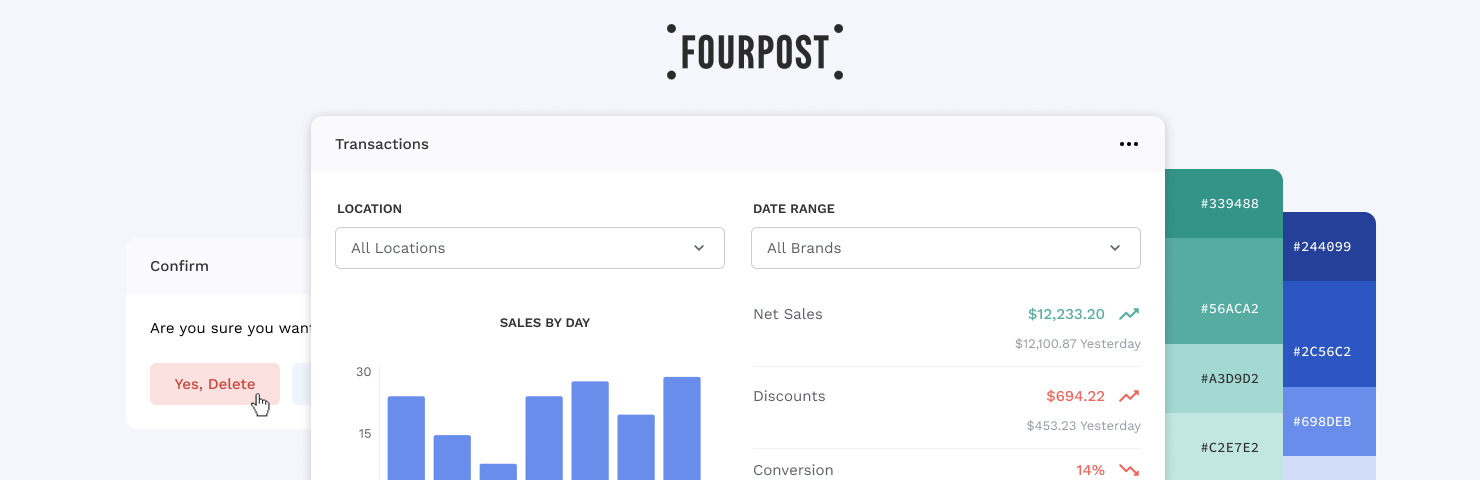 FOURPOST
Transactions
LOCATION
All Locations
DATE RANGE
All Brands
Confirm
Are you sure you want
Yes, Delete
SALES BY DAY
30
15
Net Sales
$12,233.20
$12,100.87 Yesterday
Discounts
$694.22
$453.23 Yesterday
Conversion
14%
#339488
#56ACA2
#A3D9D2
#C2E7E2
#244099
#2C56C2
#698DEB